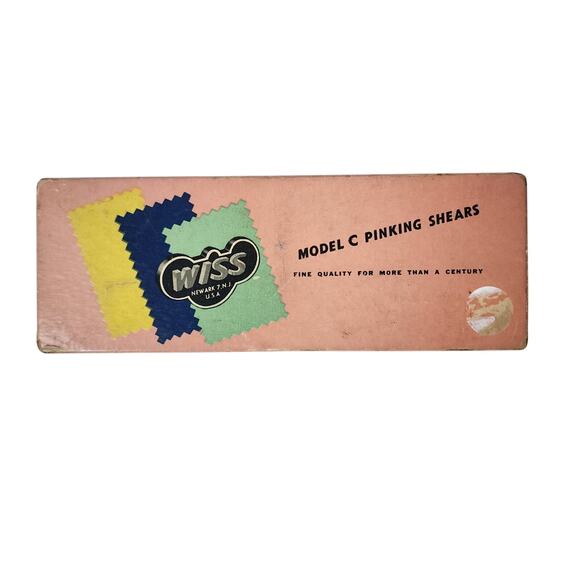 WISS
NEWARK 7, N.J.
U.S.A
MODEL C PINKING SHEARS
FINE QUALITY FOR MORE THAN A CENTURY